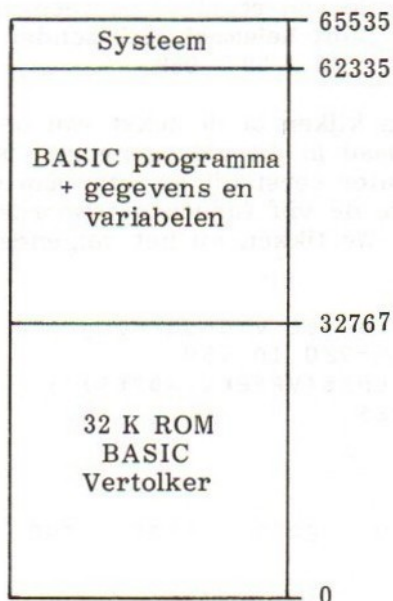 65535
Systeem
62335
BASIC programma
+ gegevens en
variabelen
32767
32 K ROM
BASIC
Vertolker
0